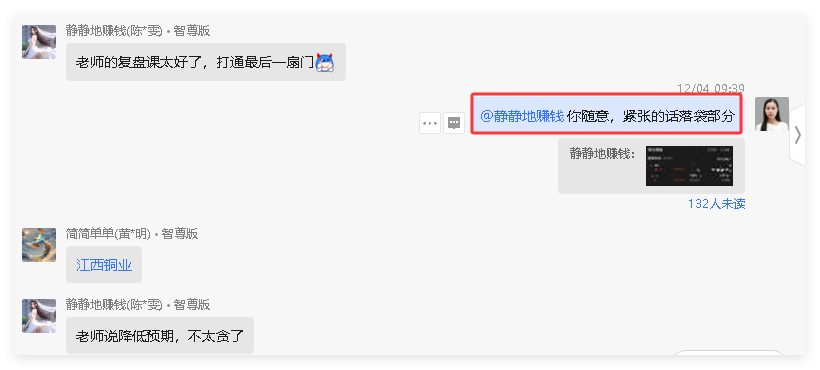 静静地赚钱(陈*雯)·智尊版
老师的复盘课太好了，打通最后一扇门
12/04 09:39
@静静地赚钱 你随意，紧张的话落袋部分
静静地赚钱：
132人未读
简简单单(黄*明)·智尊版
江西铜业
静静地赚钱(陈*雯)·智尊版
老师说降低预期，不太贪了